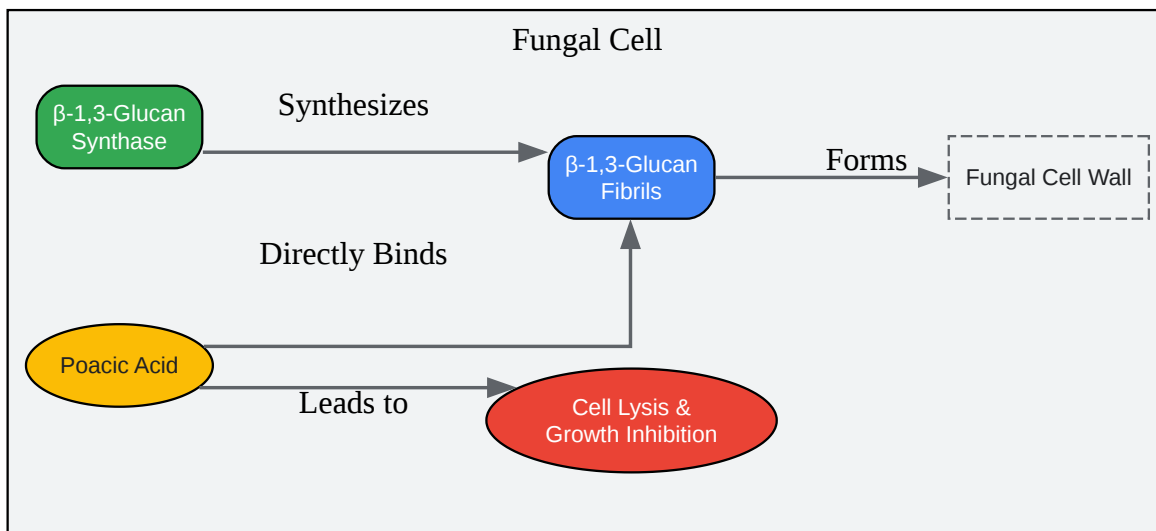 Fungal Cell
β-1,3-Glucan
Synthase
Synthesizes
β-1,3-Glucan
Fibrils
Forms
Fungal Cell Wall
Directly Binds
Poacic Acid
Leads to
Cell Lysis &
Growth Inhibition